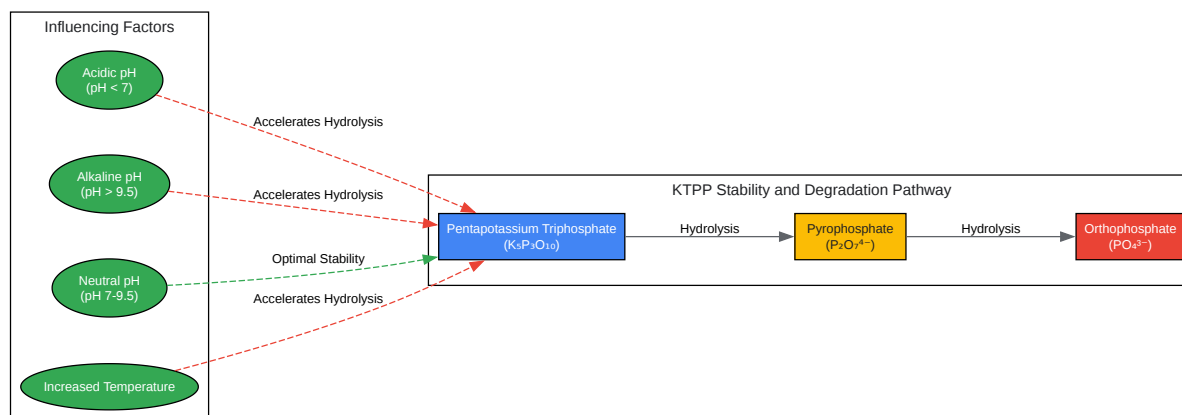 Influencing Factors
Acidic pH
(pH < 7)
Accelerates Hydrolysis
Alkaline pH
(pH > 9.5)
Accelerates Hydrolysis
Neutral pH
(pH 7-9.5)
Optimal Stability
Increased Temperature
Accelerates Hydrolysis
KTPP Stability and Degradation Pathway
Pentapotassium Triphosphate
(K₅P₃O₁₀)
Hydrolysis
Pyrophosphate
(P₂O₇⁴⁻)
Hydrolysis
Orthophosphate
(PO₄³⁻)